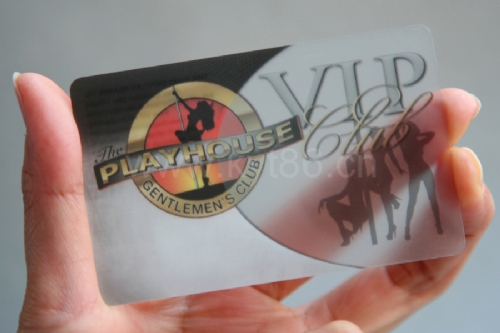 VIP
Club
The
PLAYHOUSE
GENTLEMEN'S CLUB